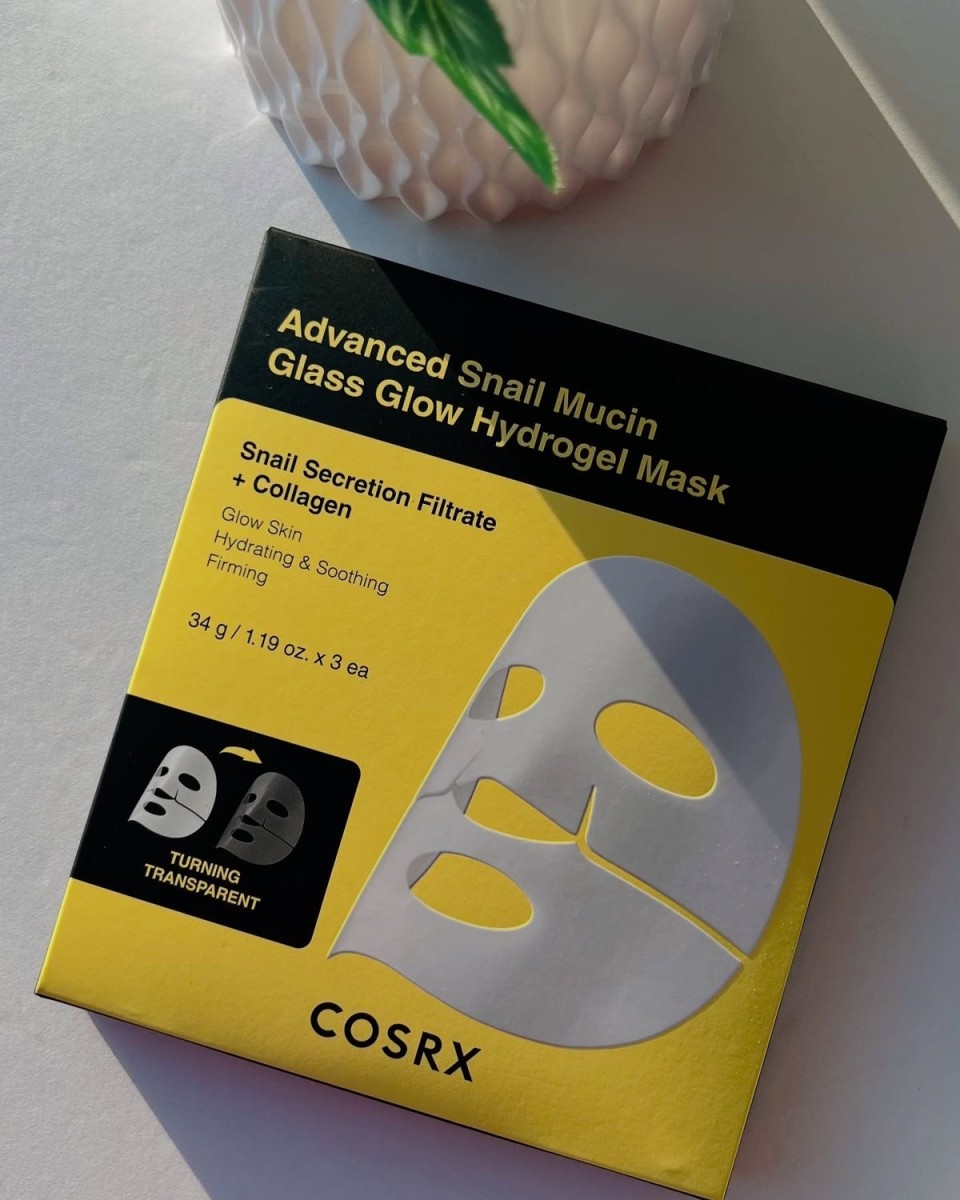 Advanced Snail Mucin
Glass Glow Hydrogel Mask
Snail Secretion Filtrate
+ Collagen
Glow Skin
Hydrating & Soothing
Firming
34 g / 1.19 oz. x 3 ea
TURNING
TRANSPARENT
COSRX